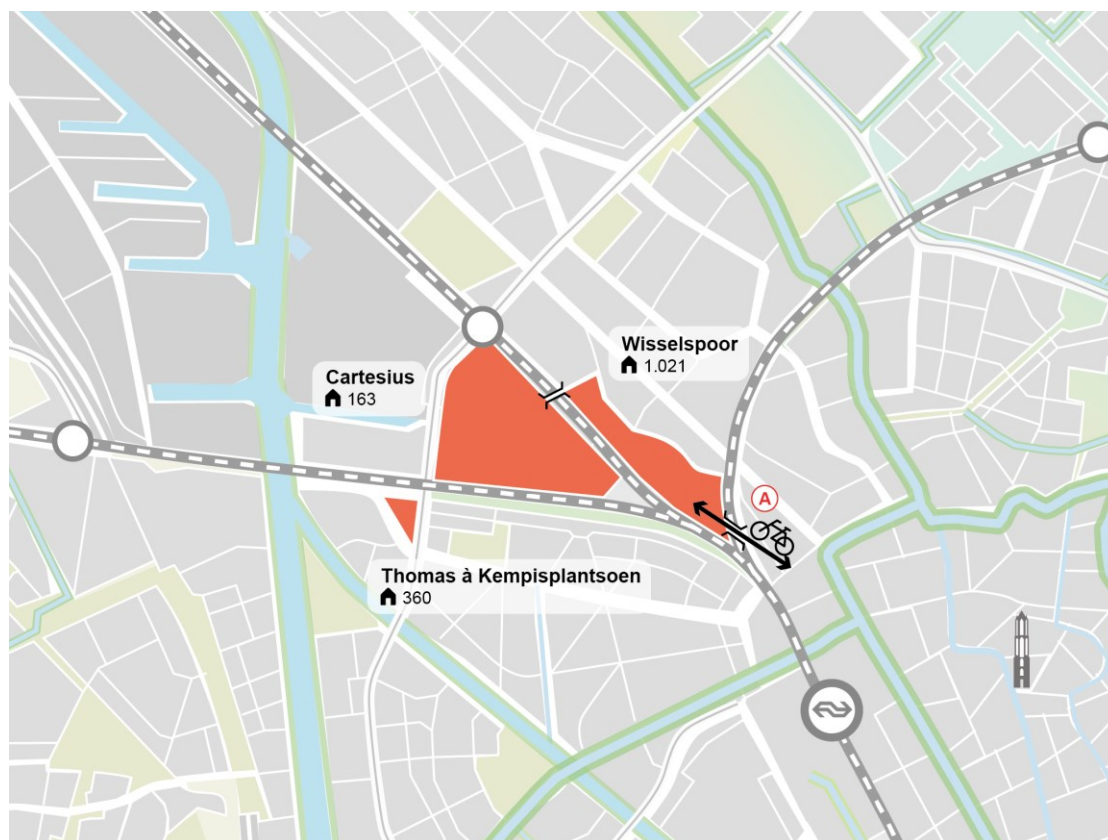 Wisselspoor
1.021
Cartesius
163
A
Thomas à Kempisplantsoen
360